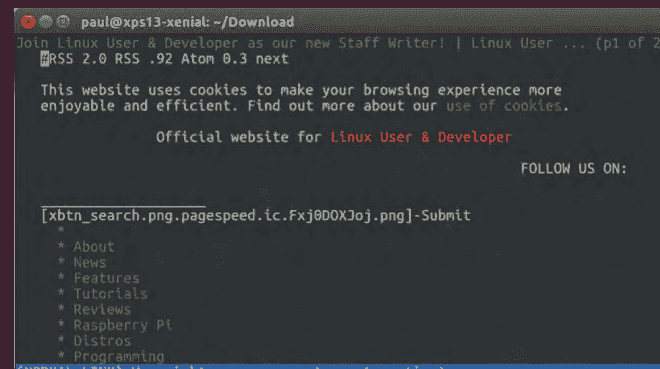 paul@xps13-xenial: ~/Download
Join Linux User & Developer as our new Staff Writer! | Linux User ... (p1 of 2
#RSS 2.0 RSS .92 Atom 0.3 next
This website uses cookies to make your browsing experience more
enjoyable and efficient. Find out more about our use of cookies.
Official website for Linux User & Developer
FOLLOW US ON:
[xbtn_search.png.pagespeed.ic.Fxj0DOXJoj.png]-Submit
*
* About
* News
* Features
* Tutorials
* Reviews
* Raspberry Pi
* Distros
* Programming